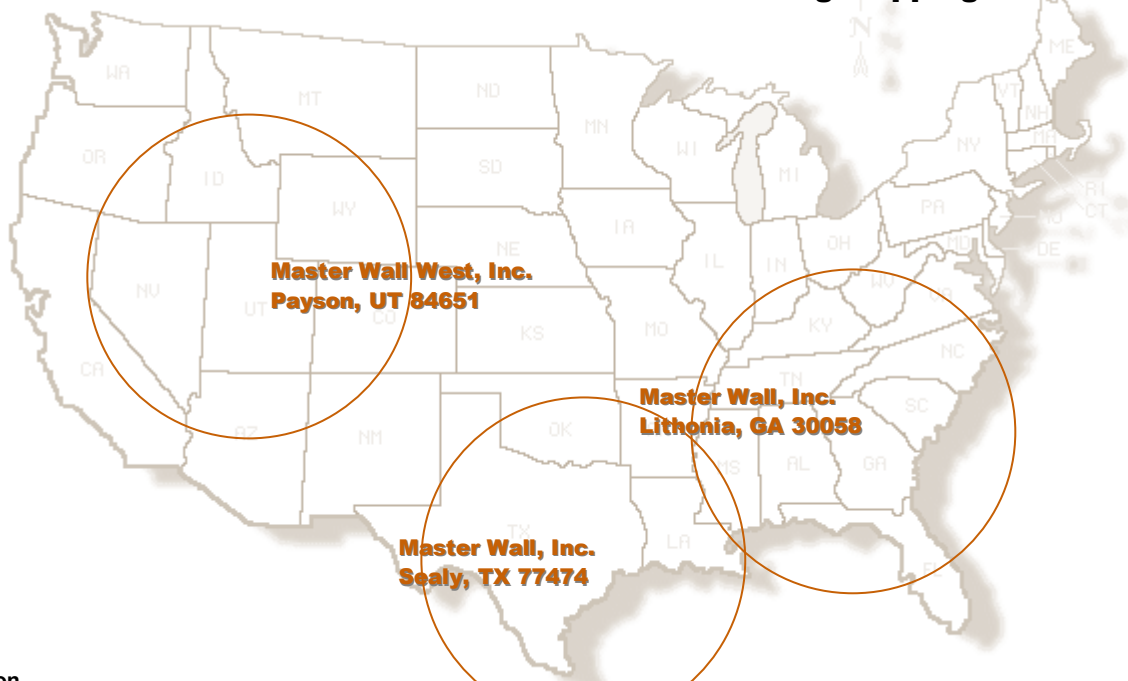 N
WA
MT
ND
MN
ME
VT
NH
MA
NY
OR
ID
SD
WI
MI
WY
RI
CT
PA
IA
NJ
NE
OH
MD
DE
IL
IN
WV
VA
Master Wall West, Inc.
Payson, UT 84651
NV
UT
CO
KS
MO
KY
NC
CA
TN
Master Wall, Inc.
Lithonia, GA 30058
SC
AZ
NM
OK
MS
AL
GA
TX
LA
Master Wall, Inc.
Sealy, TX 77474
FL